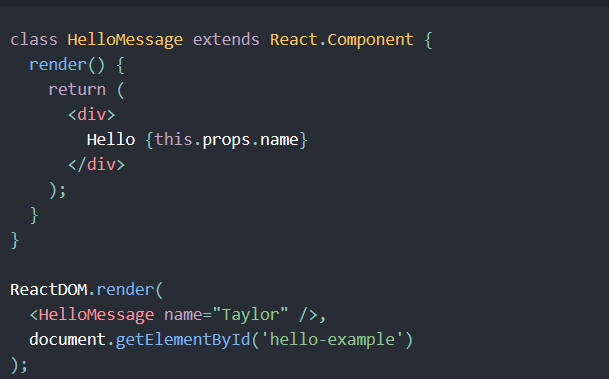 class HelloMessage extends React.Component {
  render() {
    return (
      <div>
        Hello {this.props.name}
      </div>
    );
  }
}

ReactDOM.render(
  <HelloMessage name="Taylor" />,
  document.getElementById('hello-example')
);